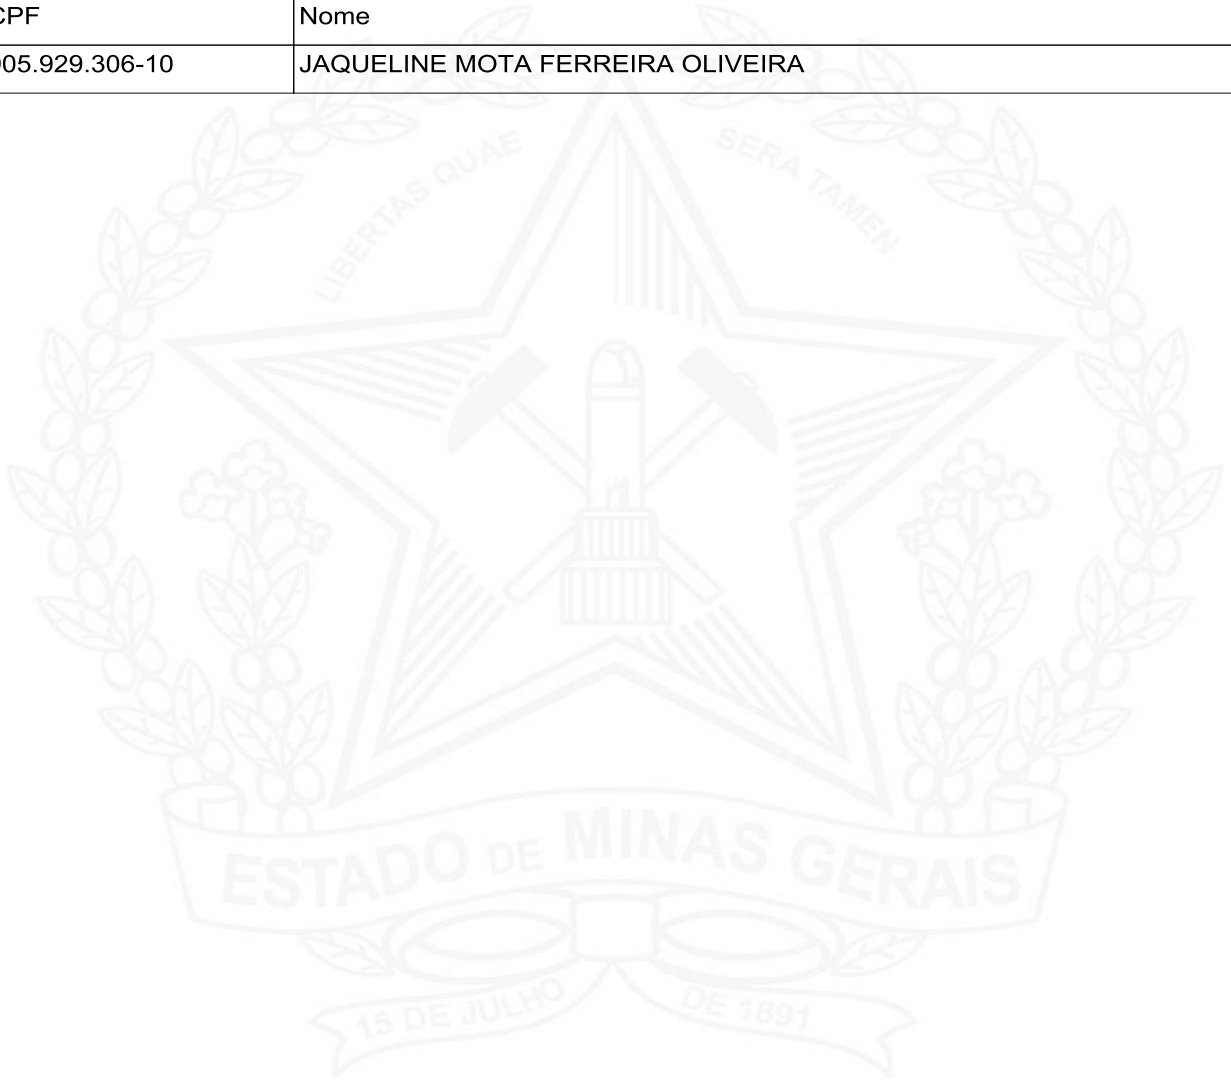 CPF Nome
005.929.306-10 JAQUELINE MOTA FERREIRA OLIVEIRA
LIBERTAS QUAE SERA TAMEN
ESTADO DE MINAS GERAIS
15 DE JULHO DE 1891